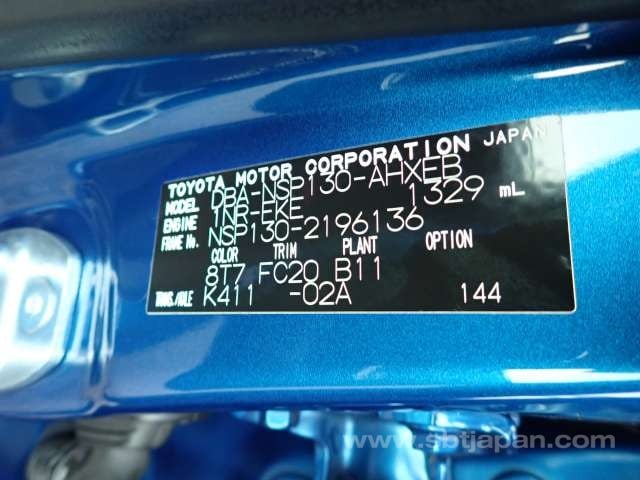 TOYOTA MOTOR CORPORATION JAPAN
MODEL DBA-NSP130-AHXEB
ENGINE 1NR-FKE 1329 mL
FRAME No. NSP130-2196136
COLOR TRIM PLANT OPTION
8T7 FC20 B11
TRANS./AXLE K411 -02A 144
www.sbtjapan.com